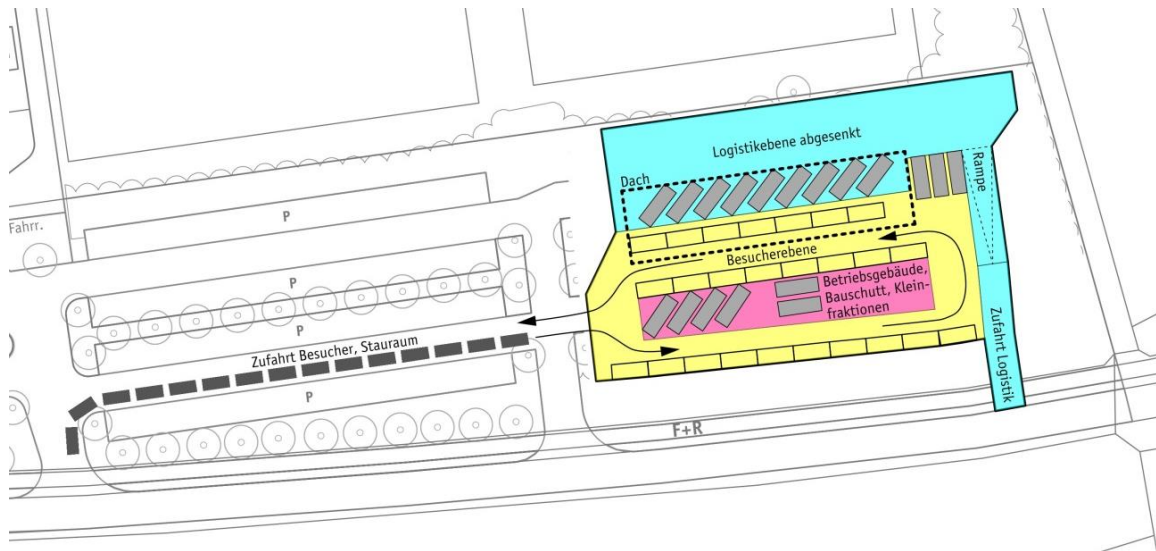 Logistikebene abgesenkt
Dach
Rampe
P
Fahrr.
Besucherebene
P
Betriebsgebäude,
Bauschutt, Klein-
fraktionen
P
Zufahrt Besucher, Stauraum
Zufahrt Logistik
P
F+R